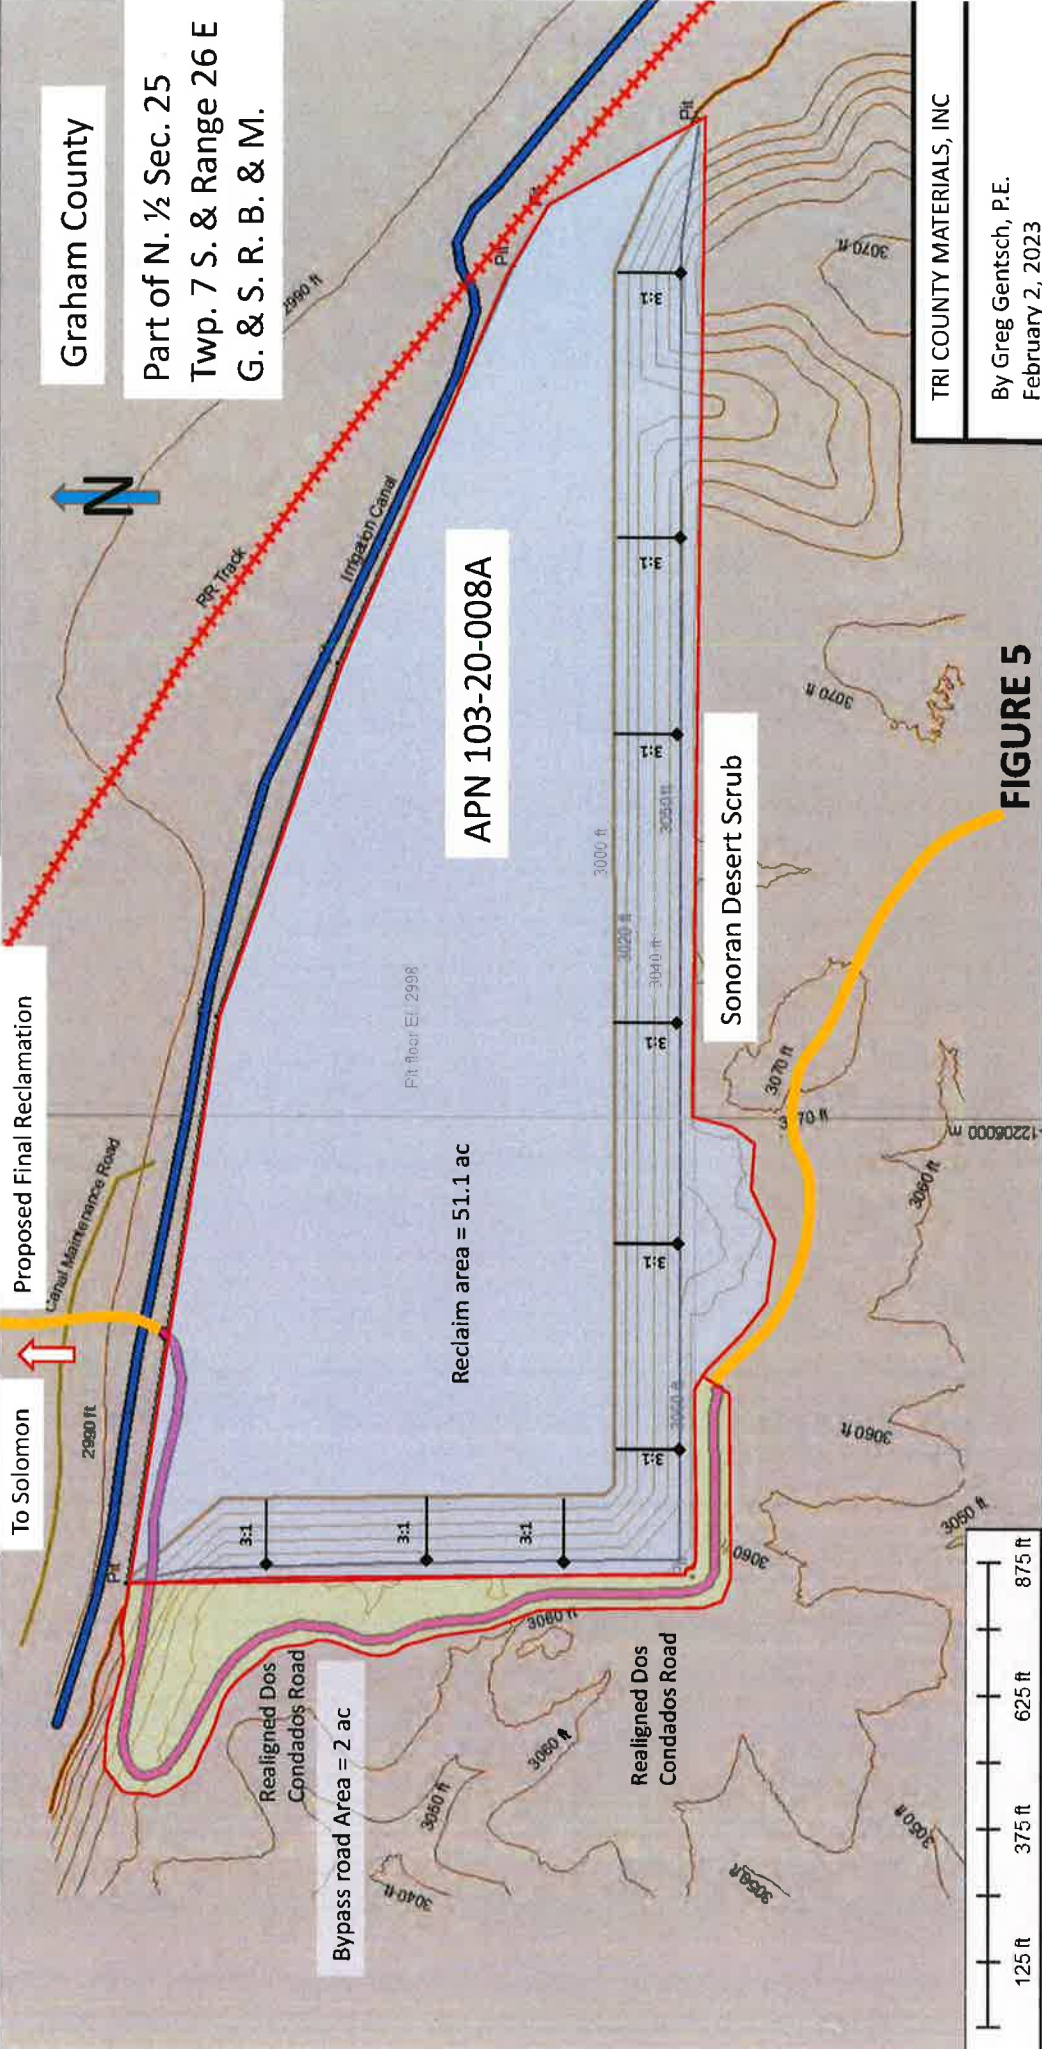 To Solomon
Proposed Final Reclamation
Graham County
Part of N. ½ Sec. 25
Twp. 7 S. & Range 26 E
G. & S. R. B. & M.
Canal Maintenance Road
2990 ft
2990 ft
RR Track
N
Irrigation Canal
Pit
Pit
Pit
APN 103-20-008A
Pit floor El 2998
Reclaim area = 51.1 ac
3:1
3:1
3:1
3000 ft
3020 ft
3040 ft
3050 ft
3050 ft
3:1
3:1
3:1
3:1
3:1
3:1
Realigned Dos
Condados Road
Bypass road Area = 2 ac
3060 ft
3060 ft
3060 ft
3050 ft
3040 ft
Realigned Dos
Condados Road
Sonoran Desert Scrub
3070 ft
3070 ft
3070 ft
3060 ft
3060 ft
3050 ft
3050 ft
3050 ft
12206000 m
125 ft
375 ft
625 ft
875 ft
FIGURE 5
TRI COUNTY MATERIALS, INC
By Greg Gentsch, P.E.
February 2, 2023